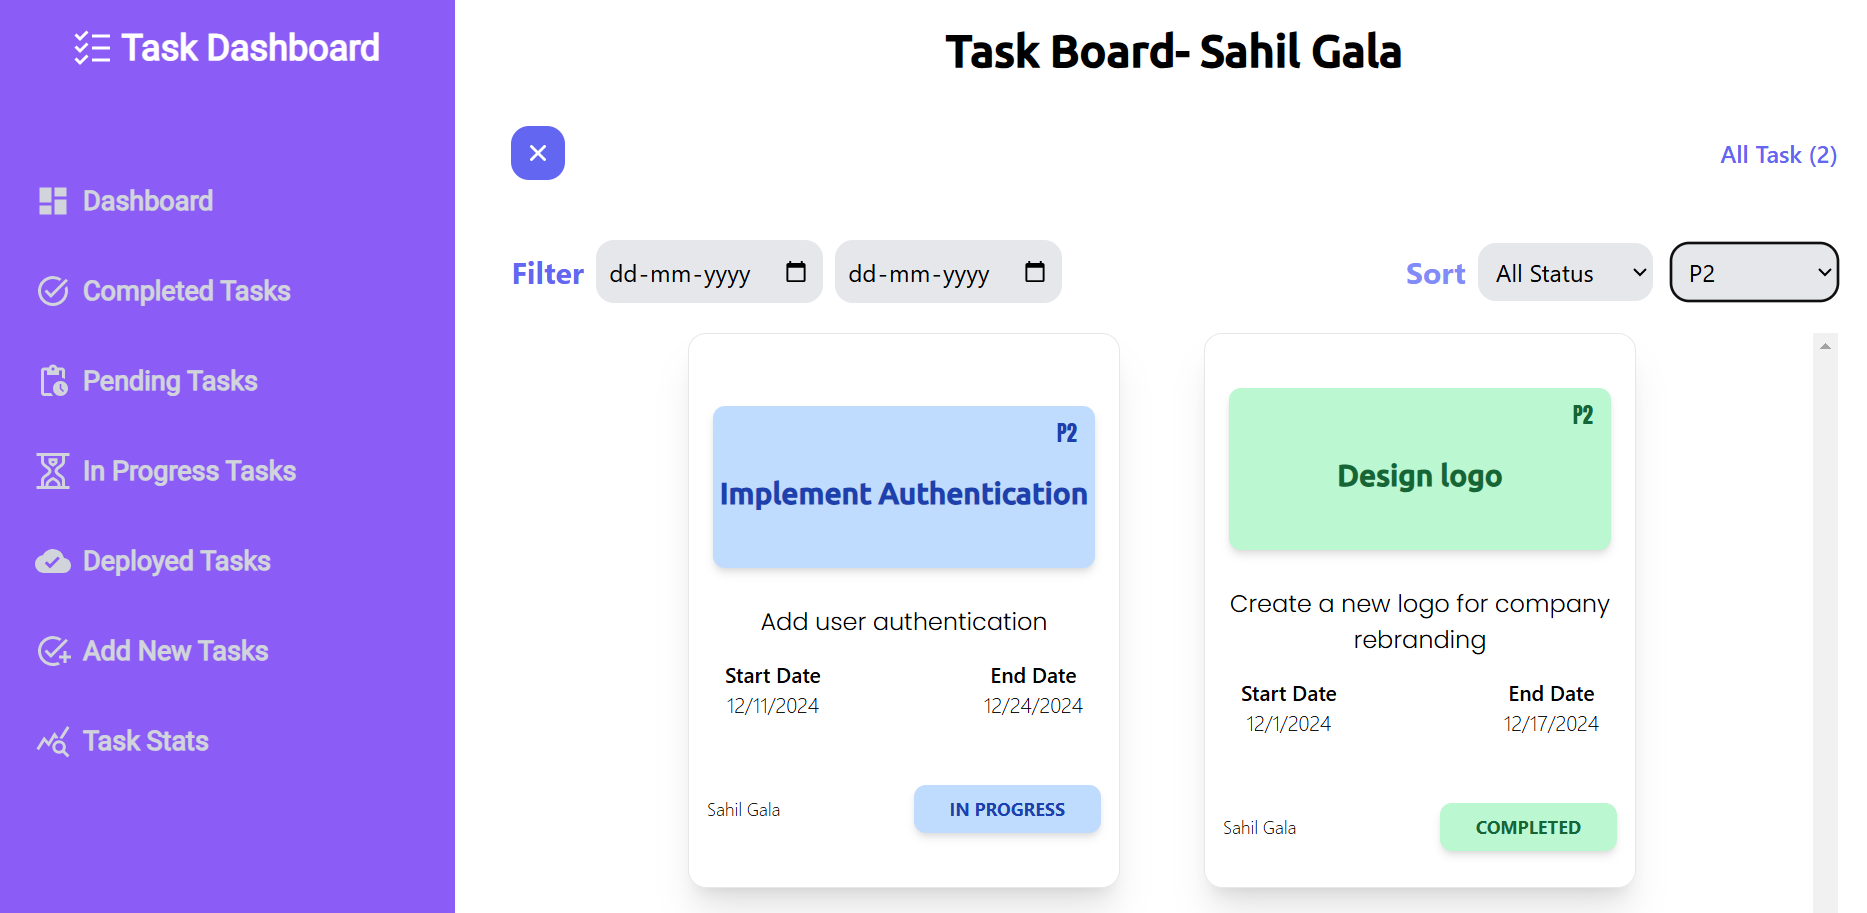 Task Dashboard
Dashboard
Completed Tasks
Pending Tasks
In Progress Tasks
Deployed Tasks
Add New Tasks
Task Stats
Task Board- Sahil Gala
All Task (2)
Filter dd-mm-yyyy dd-mm-yyyy Sort All Status P2
P2
Implement Authentication
Add user authentication
Start Date End Date
12/11/2024 12/24/2024
Sahil Gala IN PROGRESS
P2
Design logo
Create a new logo for company
rebranding
Start Date End Date
12/1/2024 12/17/2024
Sahil Gala COMPLETED